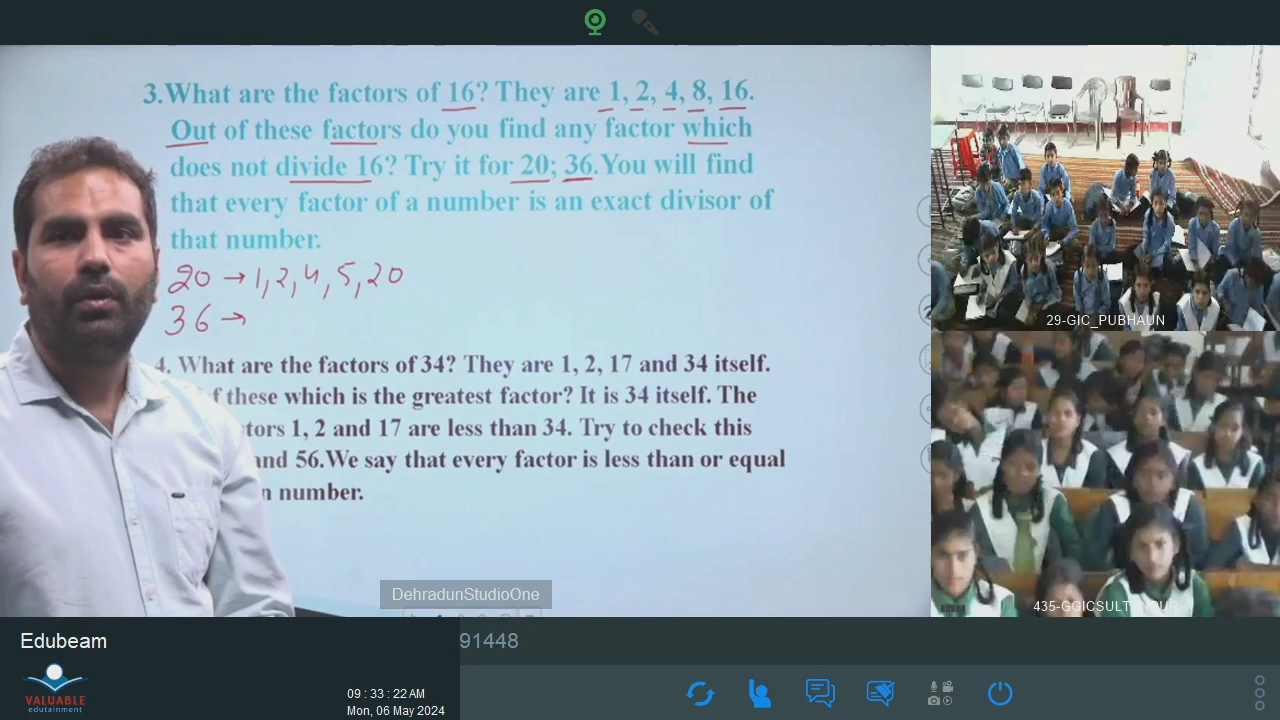 3.What are the factors of 16? They are 1, 2, 4, 8, 16.
Out of these factors do you find any factor which
does not divide 16? Try it for 20; 36.You will find
that every factor of a number is an exact divisor of
that number.
20 → 1, 2, 4, 5, 20
36 →
4. What are the factors of 34? They are 1, 2, 17 and 34 itself.
f these which is the greatest factor? It is 34 itself. The
tors 1, 2 and 17 are less than 34. Try to check this
and 56.We say that every factor is less than or equal
n number.
29-GIC_PUBHAUN
DehradunStudioOne
Edubeam
91448
VALUABLE
edutainment
09 : 33 : 22 AM
Mon, 06 May 2024